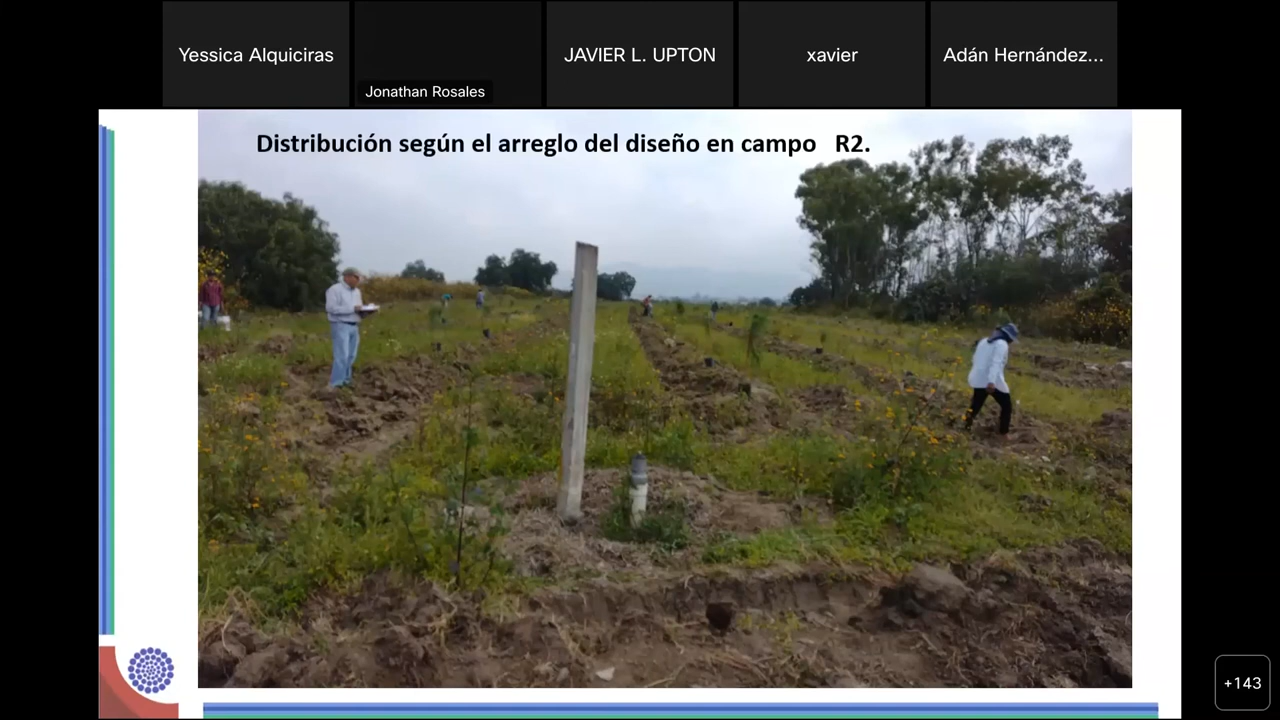 Yessica Alquiciras
Jonathan Rosales
JAVIER L. UPTON
xavier
Adán Hernández...
Distribución según el arreglo del diseño en campo R2.
+143